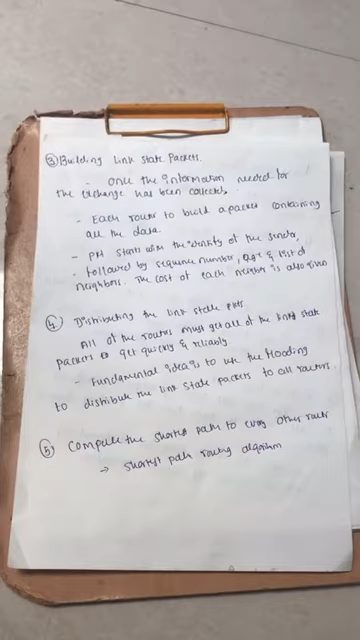 ③ Building Link State Packets.
- Once the information needed for
the exchange has been collected,
- Each router to build a packet containing
all the data.
- Pkt starts with the identity of the sender,
- followed by sequence number, age & list of
neighbors. The cost of each neighbor is also given
④ Distributing the link state pkts.
All of the routers must get all of the link state
packets get quickly & reliably
- Fundamental idea is to use the flooding
to distribute the link state packets to all routers.
⑤ Compute the shortest path to every other router
→ shortest path routing algorithm